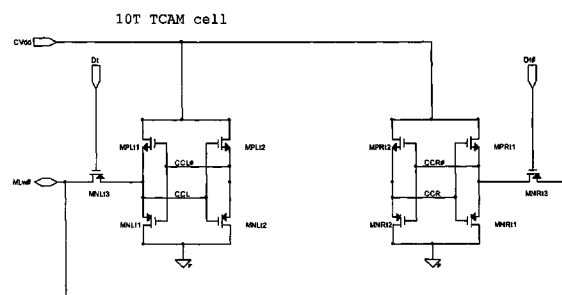 10T TCAM cell
CVdd
Dt
Dt#
MPLt1
MPLt2
MPRt2
MPRt1
CCL#
CCR#
MLw#
MNLt3
CCL
CCR
MNRt3
MNLt1
MNLt2
MNRt2
MNRt1